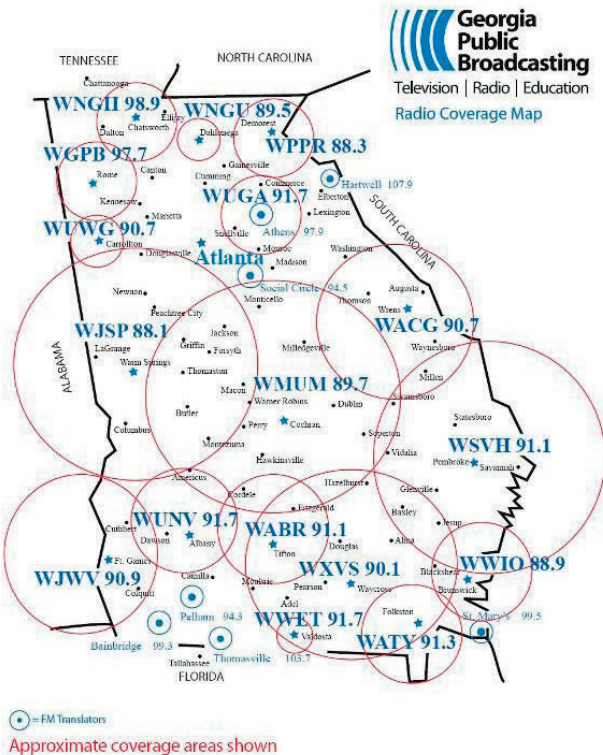 Georgia
Public
Broadcasting
Television | Radio | Education
Radio Coverage Map
TENNESSEE
NORTH CAROLINA
Chattanooga
WNGH 98.9
Ellijay
Dalton
Chatsworth
WNGU 89.5
Dahlonega
Demorest
WPPR 88.3
WGPB 97.7
Rome
Canton
Gainesville
Cumming
Commerce
Hartwell 107.9
Elberton
Kennesaw
Marietta
WUGA 91.7
Lexington
Snellville
Athens 97.9
WUWG 90.7
Carrollton
Douglasville
Atlanta
Monroe
Madison
Washington
SOUTH CAROLINA
Social Circle 94.5
Newnan
Peachtree City
Monticello
Thomson
Augusta
Wrens
WACG 90.7
WJSP 88.1
Jackson
Griffin
Forsyth
Milledgeville
Waynesboro
LaGrange
Warm Springs
Thomaston
ALABAMA
Macon
WMUM 89.7
Millen
Warner Robins
Dublin
Swainsboro
Butler
Columbus
Perry
Cochran
Statesboro
Montezuma
Soperton
WSVH 91.1
Hawkinsville
Vidalia
Pembroke
Savannah
Americus
Cordele
Hazelhurst
Glenville
WUNV 91.7
Fitzgerald
Baxley
Cuthbert
Dawson
Albany
WABR 91.1
Tifton
Douglas
Alma
Jesup
WJWV 90.9
Ft. Gaines
Camilla
Moultrie
WXVS 90.1
Pearson
Waycross
Blackshear
WWIO 88.9
Brunswick
Colquitt
Adel
Pelham 94.3
WWET 91.7
Valdosta
Folkston
WATY 91.3
St. Mary's 99.5
Bainbridge 99.3
Thomasville 103.7
Tallahassee
FLORIDA
= FM Translators
Approximate coverage areas shown